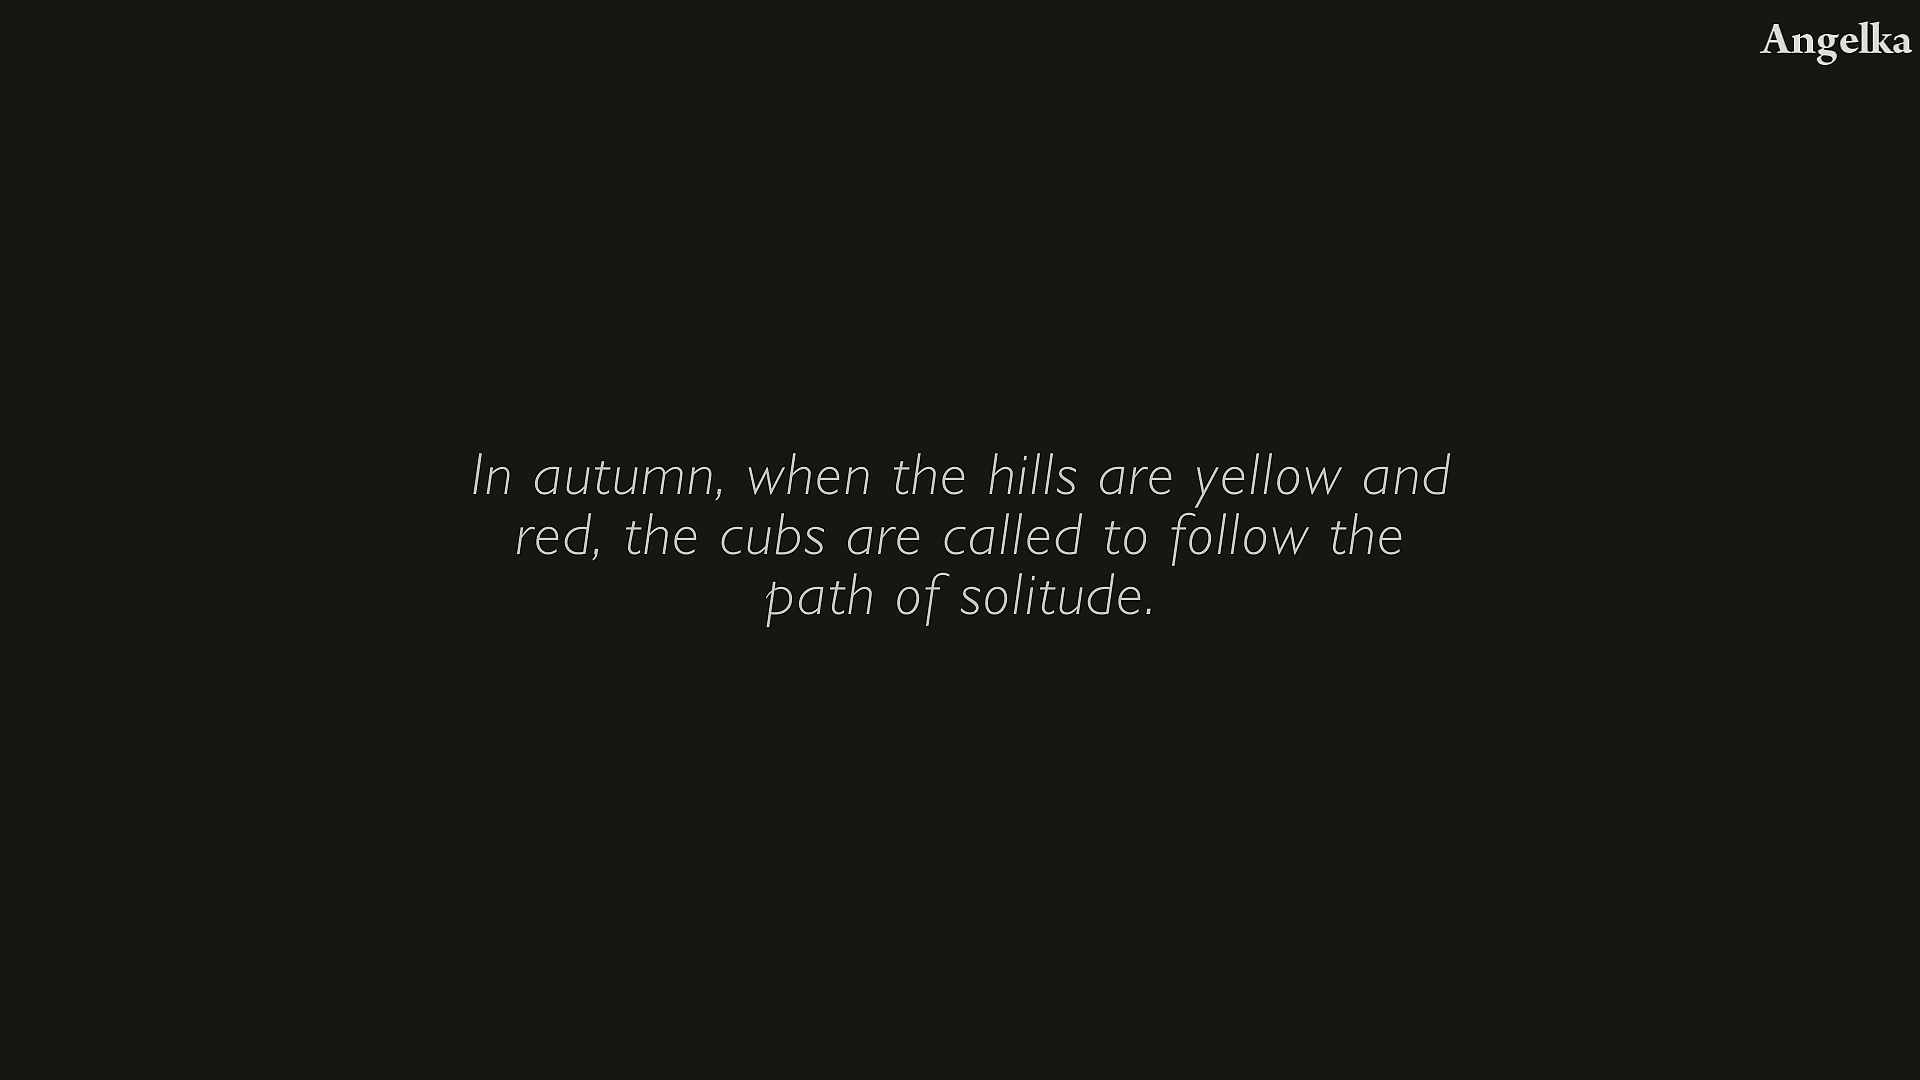 Angelka
In autumn, when the hills are yellow and
red, the cubs are called to follow the
path of solitude.